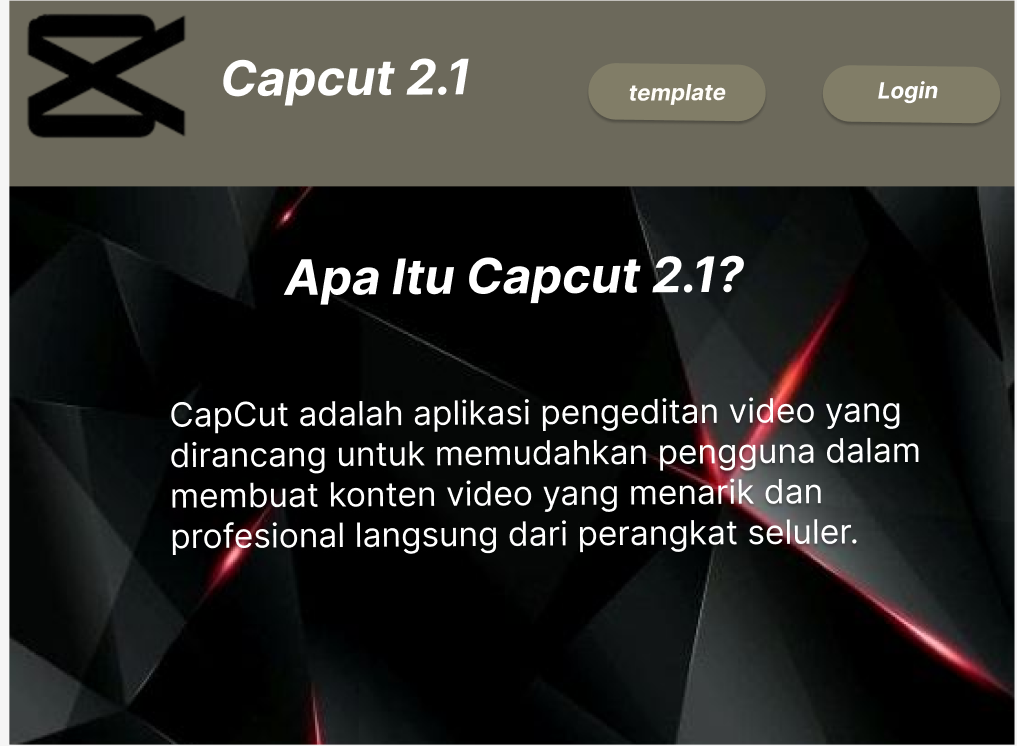 Capcut 2.1
template
Login
Apa Itu Capcut 2.1?
CapCut adalah aplikasi pengeditan video yang
dirancang untuk memudahkan pengguna dalam
membuat konten video yang menarik dan
profesional langsung dari perangkat seluler.